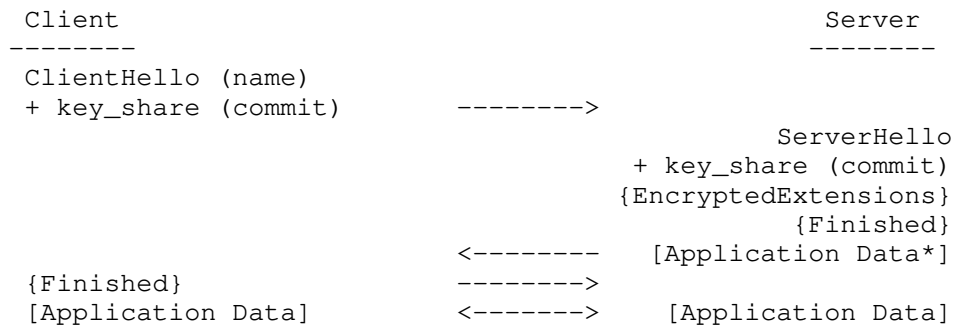 Client                                           Server
--------                                         --------
ClientHello (name)
+ key_share (commit)       -------->
ServerHello
+ key_share (commit)
{EncryptedExtensions}
{Finished}
<--------   [Application Data*]
{Finished}                 -------->
[Application Data]         <------->   [Application Data]